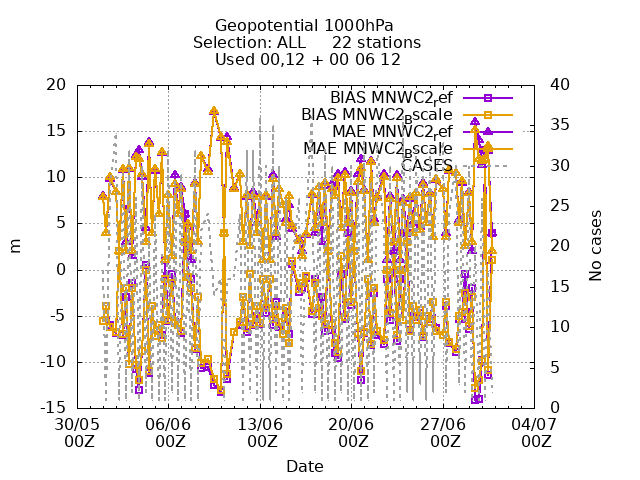 Geopotential 1000hPa
Selection: ALL     22 stations
Used 00,12 + 00 06 12
BIAS MNWC2_ref
BIAS MNWC2_Bscale
MAE MNWC2_ref
MAE MNWC2_Bscale
CASES
20
15
10
5
0
-5
-10
-15
m
40
35
30
25
20
15
10
5
0
No cases
30/05 06/06 13/06 20/06 27/06 04/07
00Z 00Z 00Z 00Z 00Z 00Z
Date